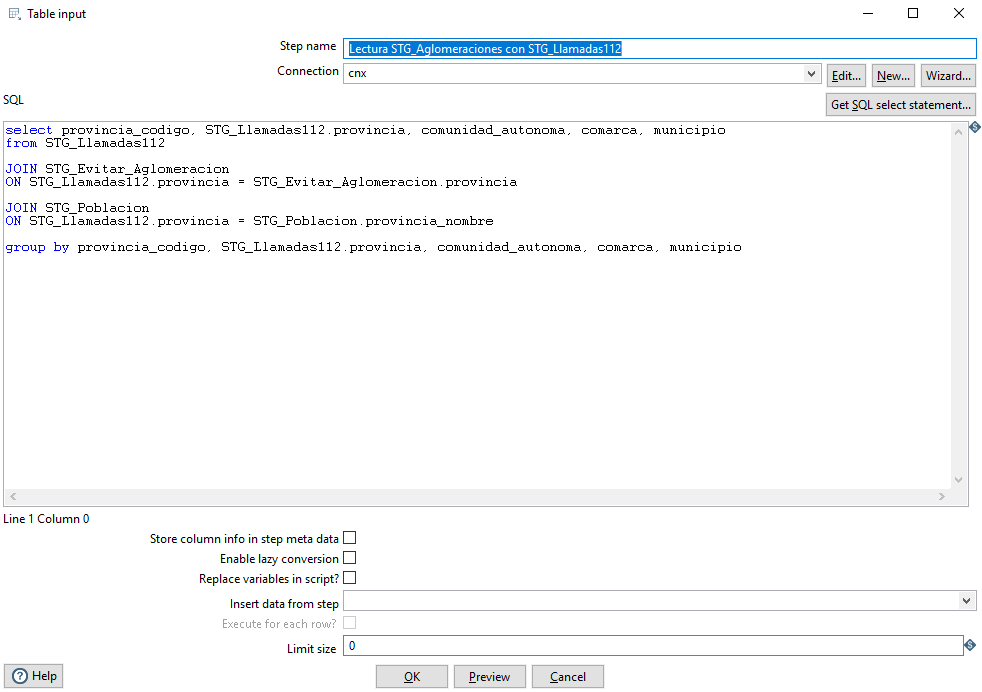 Table input
Step name Lectura STG_Aglomeraciones con STG_Llamadas112
Connection cnx Edit... New... Wizard...
SQL Get SQL select statement...
select provincia_codigo, STG_Llamadas112.provincia, comunidad_autonoma, comarca, municipio
from STG_Llamadas112
JOIN STG_Evitar_Aglomeracion
ON STG_Llamadas112.provincia = STG_Evitar_Aglomeracion.provincia
JOIN STG_Poblacion
ON STG_Llamadas112.provincia = STG_Poblacion.provincia_nombre
group by provincia_codigo, STG_Llamadas112.provincia, comunidad_autonoma, comarca, municipio
Line 1 Column 0
Store column info in step meta data
Enable lazy conversion
Replace variables in script?
Insert data from step
Execute for each row?
Limit size 0
Help OK Preview Cancel